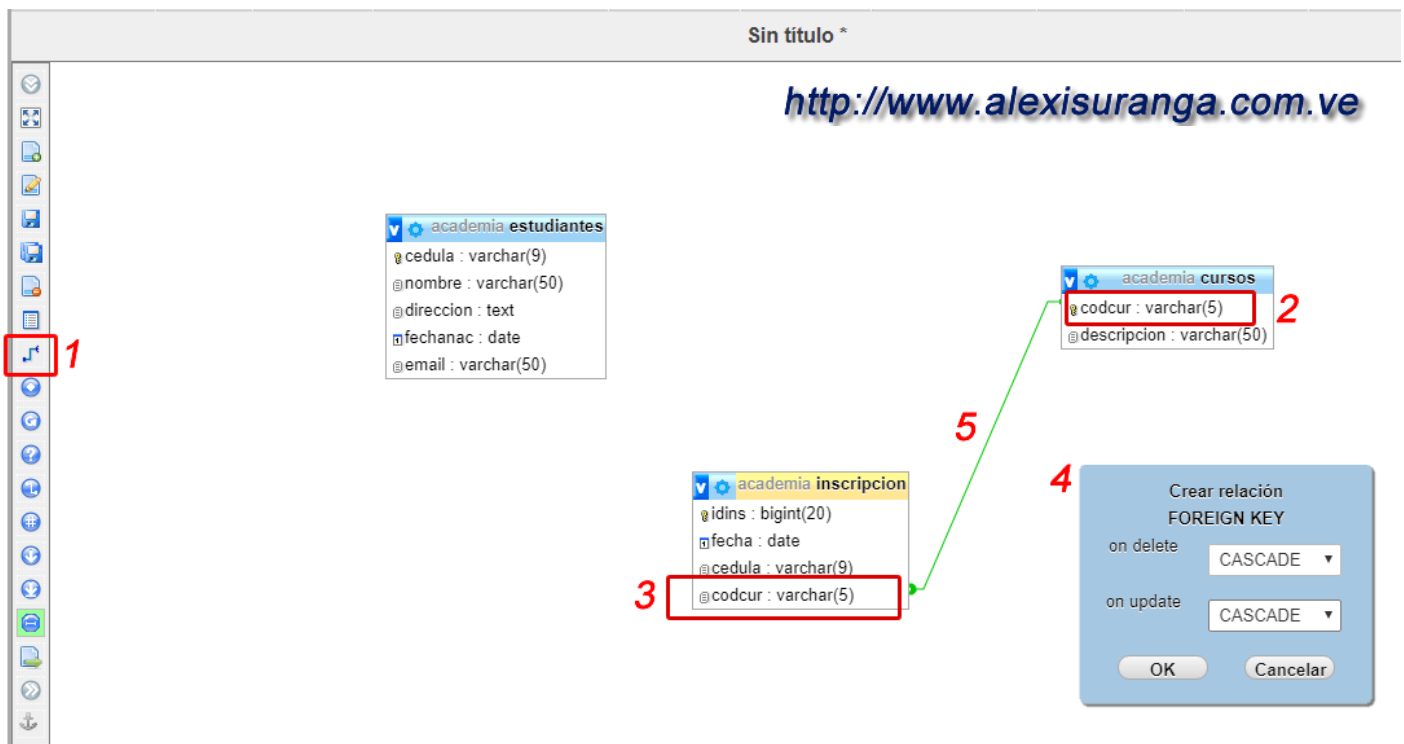 Sin título *
http://www.alexisuranga.com.ve
1
academia estudiantes
cedula : varchar(9)
nombre : varchar(50)
direccion : text
fechanac : date
email : varchar(50)
academia cursos
codcur : varchar(5)
descripcion : varchar(50)
2
5
academia inscripcion
idins : bigint(20)
fecha : date
cedula : varchar(9)
codcur : varchar(5)
3
4
Crear relación
FOREIGN KEY
on delete CASCADE
on update CASCADE
OK Cancelar